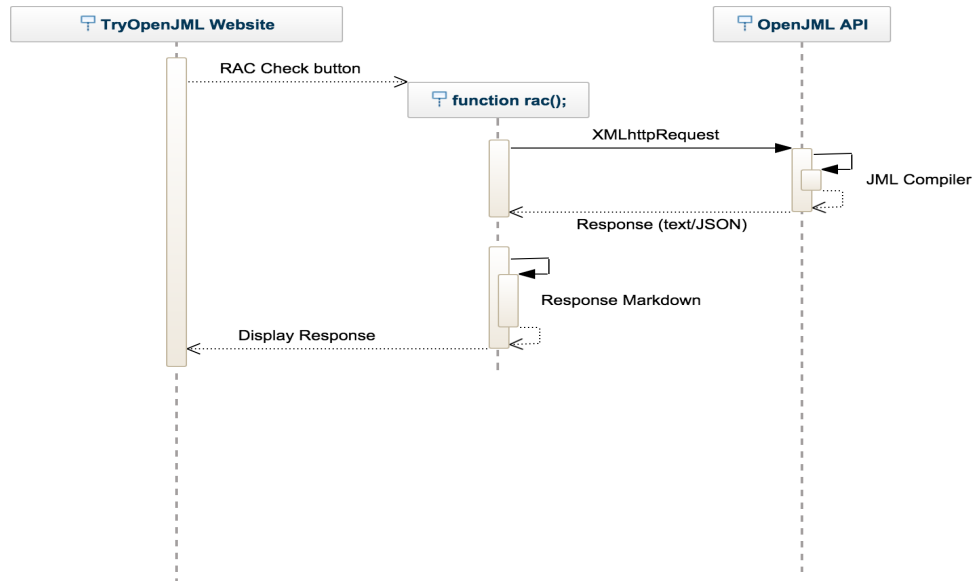 TryOpenJML Website
OpenJML API
RAC Check button
function rac();
XMLhttpRequest
JML Compiler
Response (text/JSON)
Response Markdown
Display Response